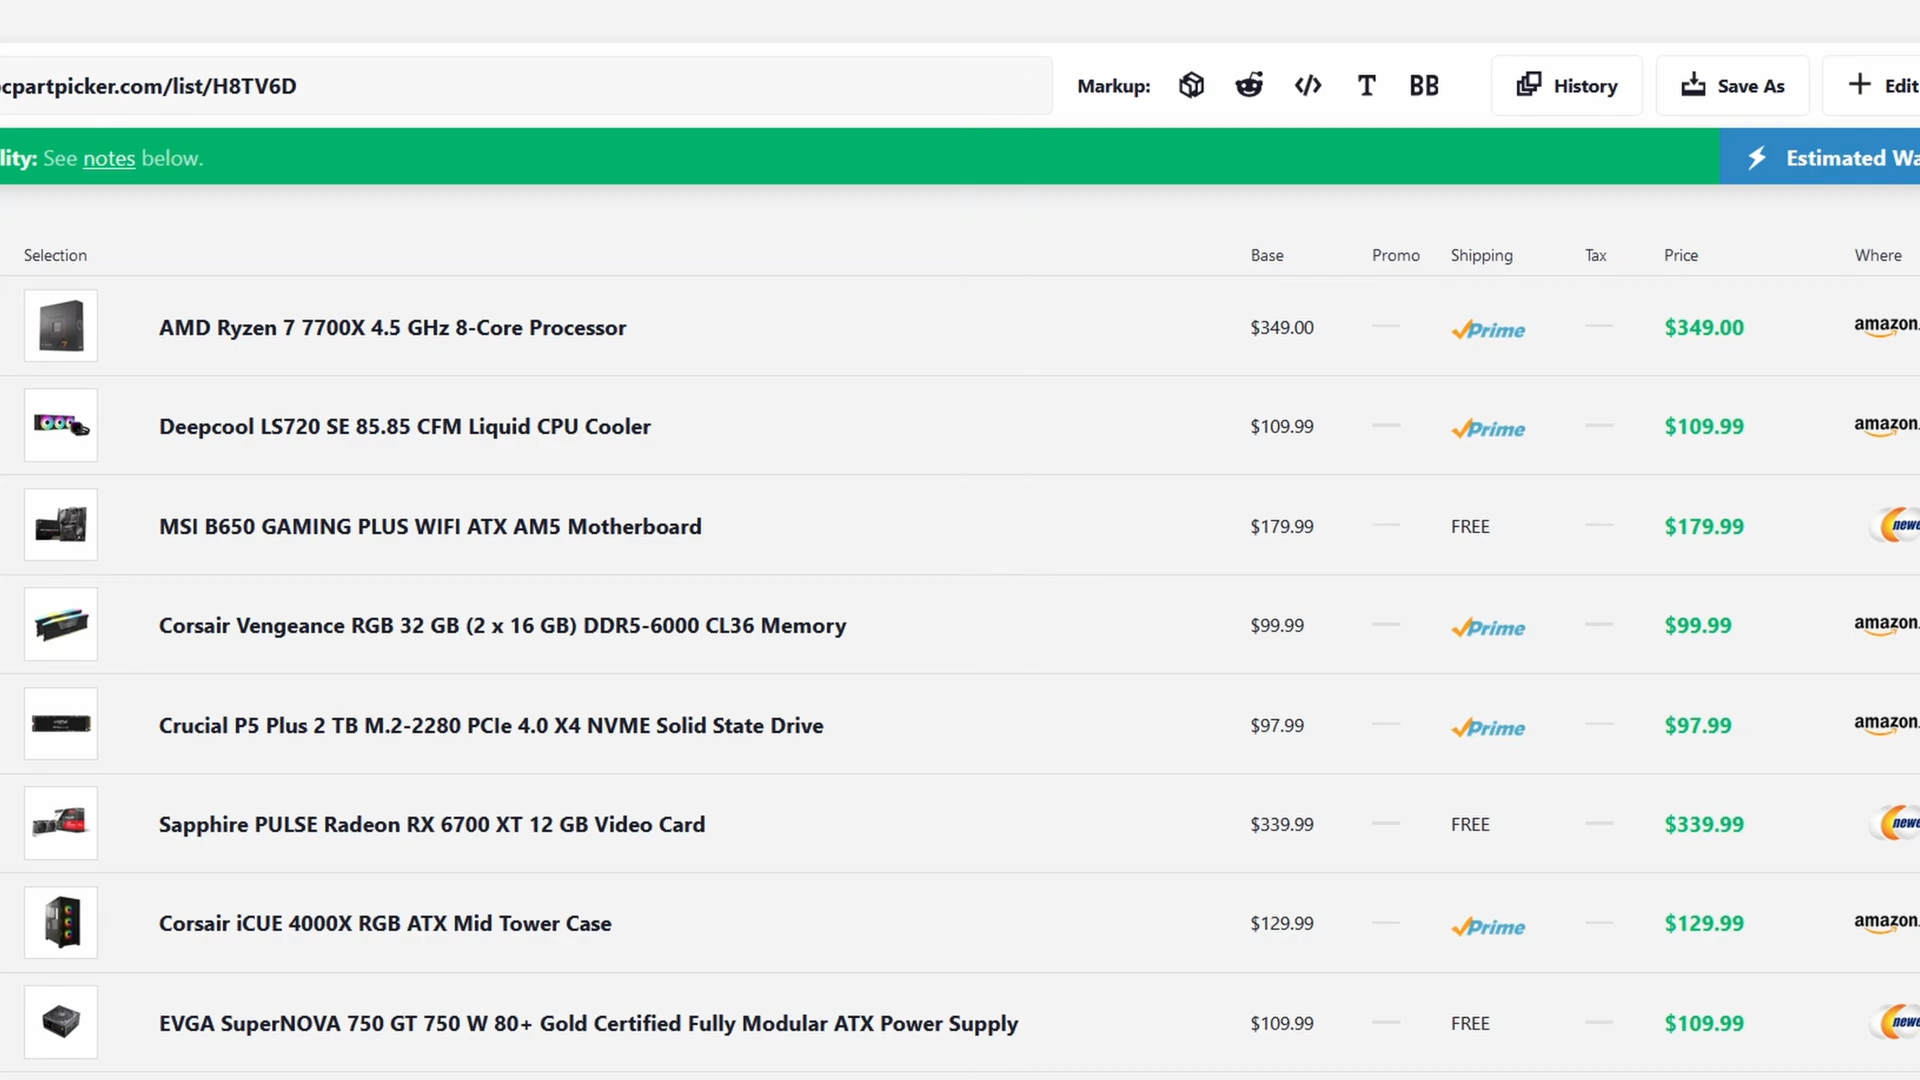 cpartpicker.com/list/H8TV6D Markup: T BB History Save As Edit
lity: See notes below. Estimated Wa
Selection Base Promo Shipping Tax Price Where
AMD Ryzen 7 7700X 4.5 GHz 8-Core Processor $349.00 Prime $349.00 amazon.
Deepcool LS720 SE 85.85 CFM Liquid CPU Cooler $109.99 Prime $109.99 amazon.
MSI B650 GAMING PLUS WIFI ATX AM5 Motherboard $179.99 FREE $179.99 newe
Corsair Vengeance RGB 32 GB (2 x 16 GB) DDR5-6000 CL36 Memory $99.99 Prime $99.99 amazon.
Crucial P5 Plus 2 TB M.2-2280 PCIe 4.0 X4 NVME Solid State Drive $97.99 Prime $97.99 amazon.
Sapphire PULSE Radeon RX 6700 XT 12 GB Video Card $339.99 FREE $339.99 newe
Corsair iCUE 4000X RGB ATX Mid Tower Case $129.99 Prime $129.99 amazon.
EVGA SuperNOVA 750 GT 750 W 80+ Gold Certified Fully Modular ATX Power Supply $109.99 FREE $109.99 newe